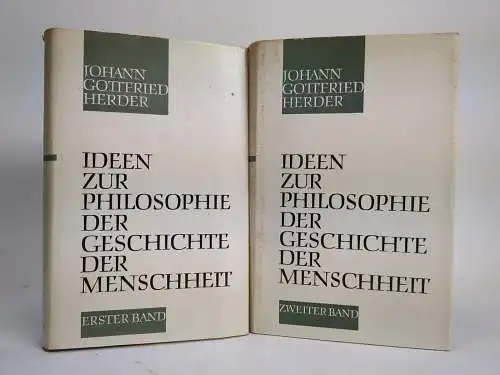 JOHANN
GOTTFRIED
HERDER
IDEEN
ZUR
PHILOSOPHIE
DER
GESCHICHTE
DER
MENSCHHEIT
ERSTER BAND
JOHANN
GOTTFRIED
HERDER
IDEEN
ZUR
PHILOSOPHIE
DER
GESCHICHTE
DER
MENSCHHEIT
ZWEITER BAND